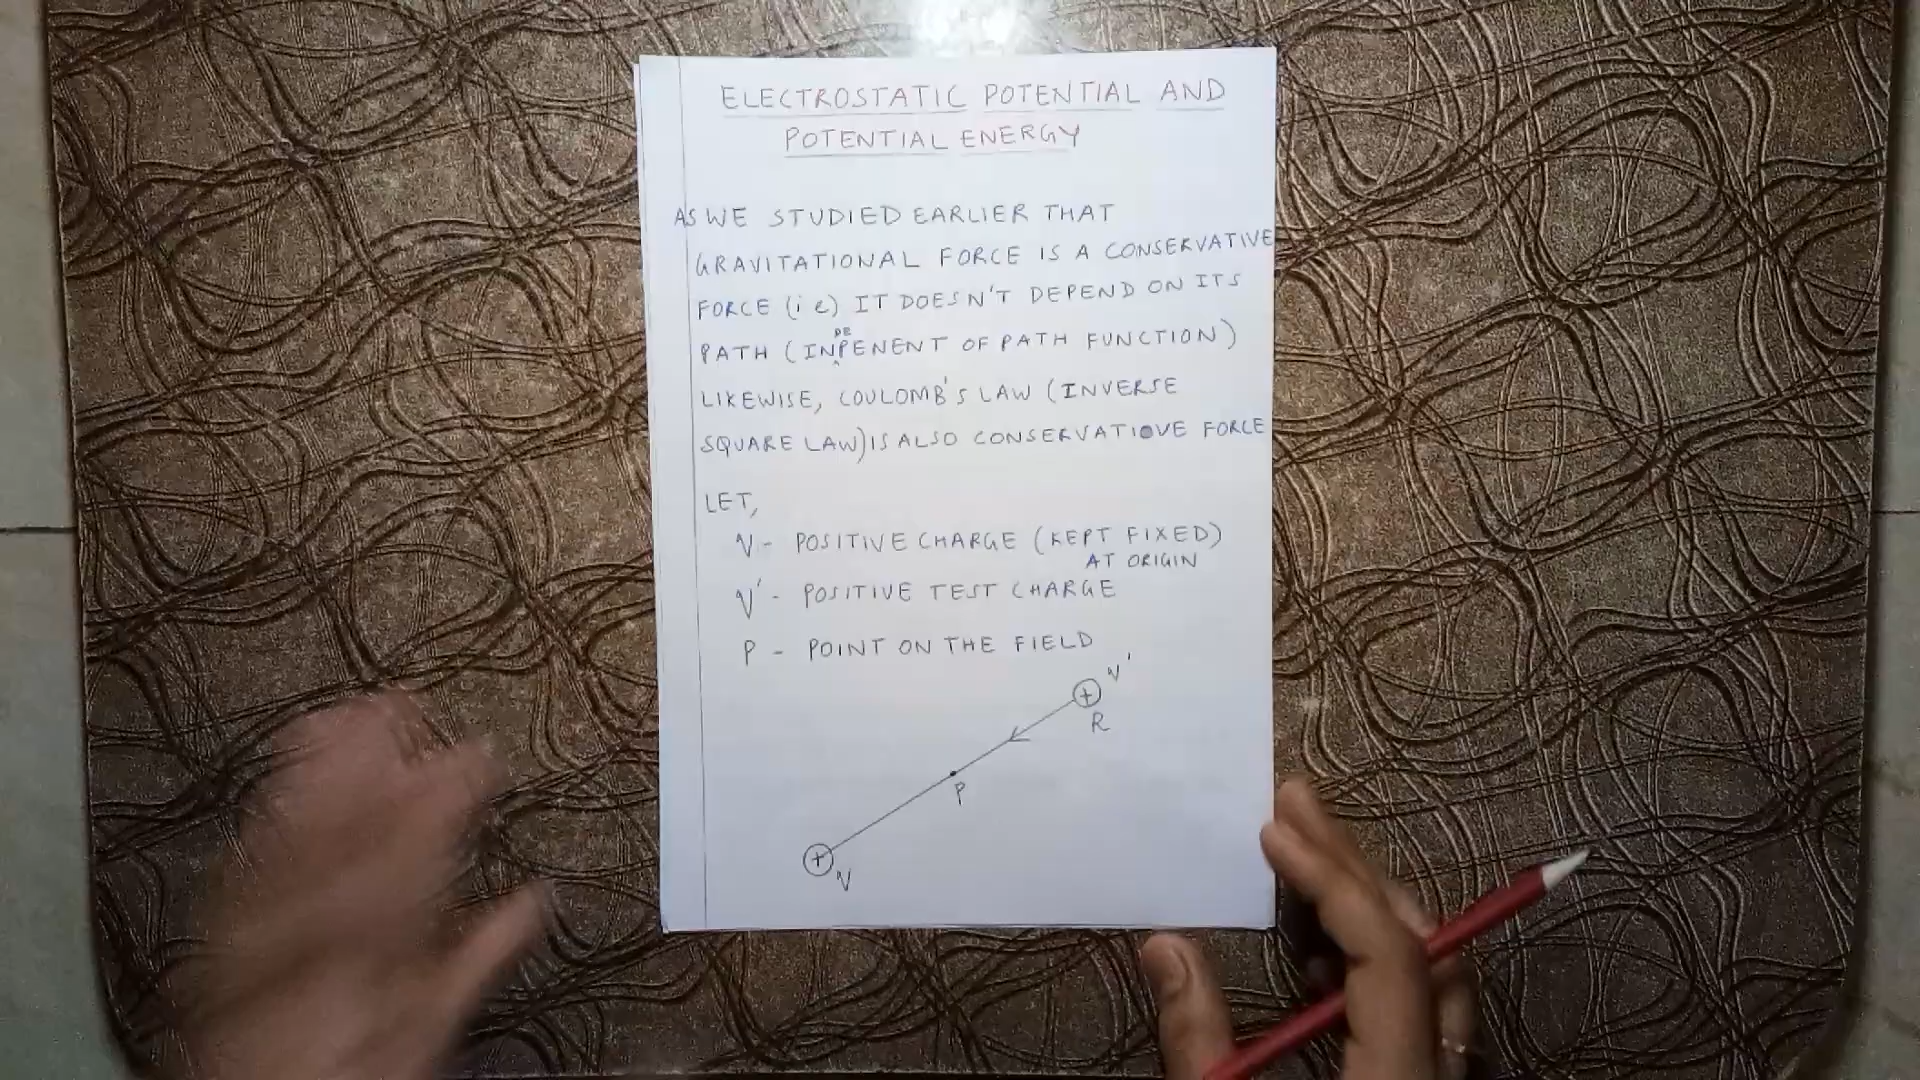 ELECTROSTATIC POTENTIAL AND
POTENTIAL ENERGY
AS WE STUDIED EARLIER THAT
GRAVITATIONAL FORCE IS A CONSERVATIVE
FORCE (i e) IT DOESN'T DEPEND ON ITS
DE
PATH (INPENENT OF PATH FUNCTION)
LIKEWISE, COULOMB'S LAW (INVERSE
SQUARE LAW) IS ALSO CONSERVATIOVE FORCE
LET,
q - POSITIVE CHARGE (KEPT FIXED)
AT ORIGIN
q' - POSITIVE TEST CHARGE
P - POINT ON THE FIELD
q'
+
R
P
+
q